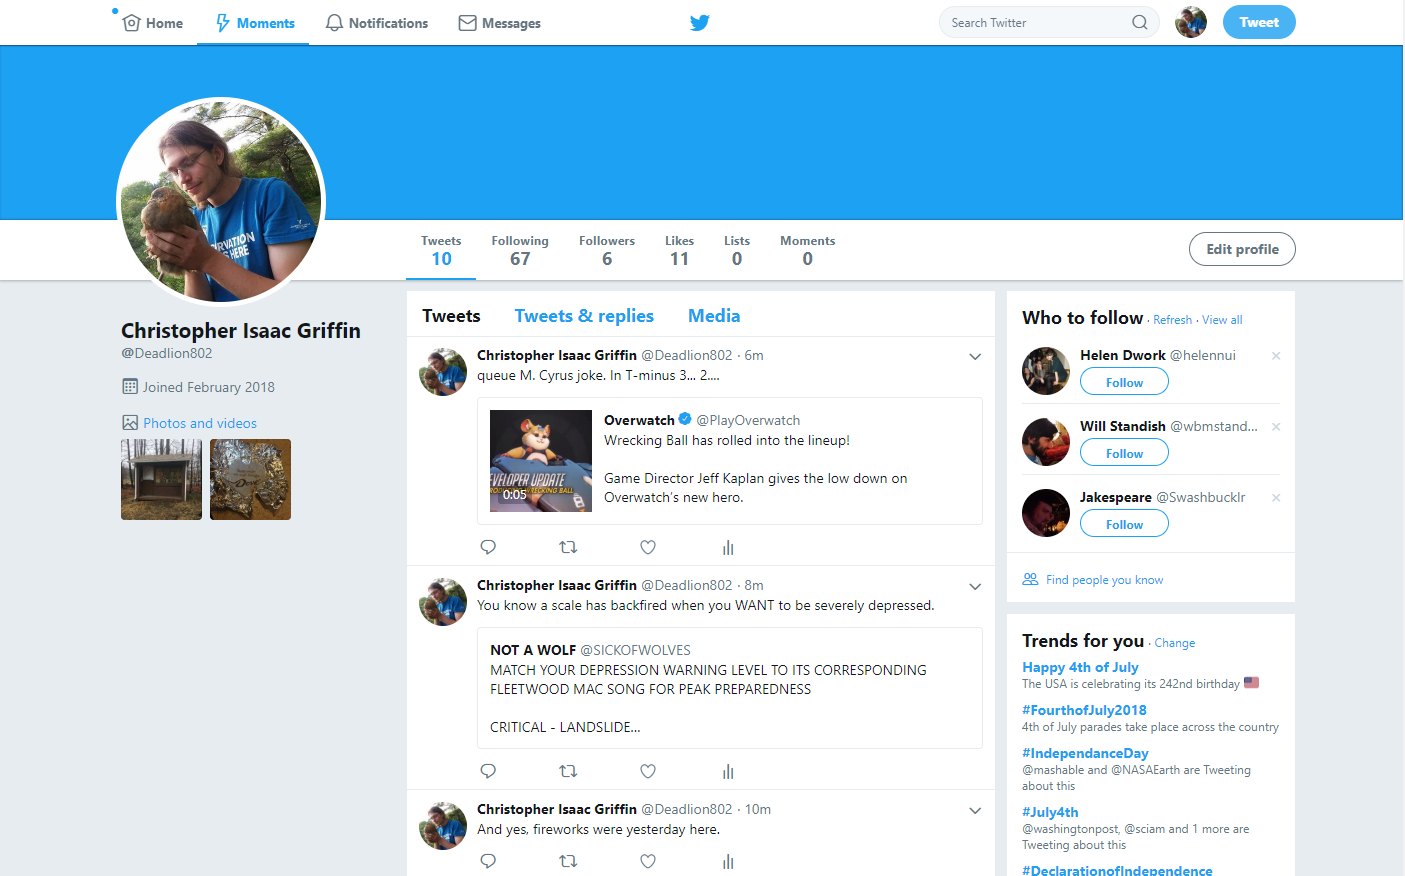 Home
Moments
Notifications
Messages
Search Twitter
Tweet
RVATION
HERE
Tweets
10
Following
67
Followers
6
Likes
11
Lists
0
Moments
0
Edit profile
Christopher Isaac Griffin
@Deadlion802
Joined February 2018
Photos and videos
Tweets
Tweets & replies
Media
Christopher Isaac Griffin @Deadlion802 · 6m
queue M. Cyrus joke. In T-minus 3... 2....
VELOPER UPDATE
WRECKING BALL
0:05
Overwatch @PlayOverwatch
Wrecking Ball has rolled into the lineup!
Game Director Jeff Kaplan gives the low down on
Overwatch's new hero.
Christopher Isaac Griffin @Deadlion802 · 8m
You know a scale has backfired when you WANT to be severely depressed.
NOT A WOLF @SICKOFWOLVES
MATCH YOUR DEPRESSION WARNING LEVEL TO ITS CORRESPONDING
FLEETWOOD MAC SONG FOR PEAK PREPAREDNESS
CRITICAL - LANDSLIDE...
Christopher Isaac Griffin @Deadlion802 · 10m
And yes, fireworks were yesterday here.
Who to follow · Refresh · View all
Helen Dwork @helennui
Follow
Will Standish @wbmstand...
Follow
Jakespeare @Swashbucklr
Follow
Find people you know
Trends for you · Change
Happy 4th of July
The USA is celebrating its 242nd birthday
#FourthofJuly2018
4th of July parades take place across the country
#IndependanceDay
@mashable and @NASAEarth are Tweeting
about this
#July4th
@washingtonpost, @sciam and 1 more are
Tweeting about this
#DeclarationofIndependence